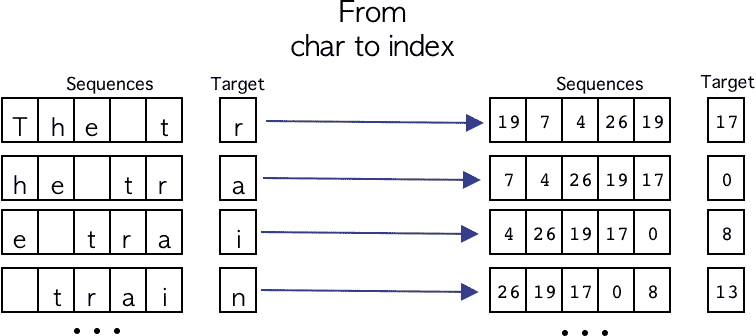 From
char to index
Sequences Target Sequences Target
T h e   t r 19 7 4 26 19 17
h e   t r a 7 4 26 19 17 0
e   t r a i 4 26 19 17 0 8
  t r a i n 26 19 17 0 8 13
• • • • • •